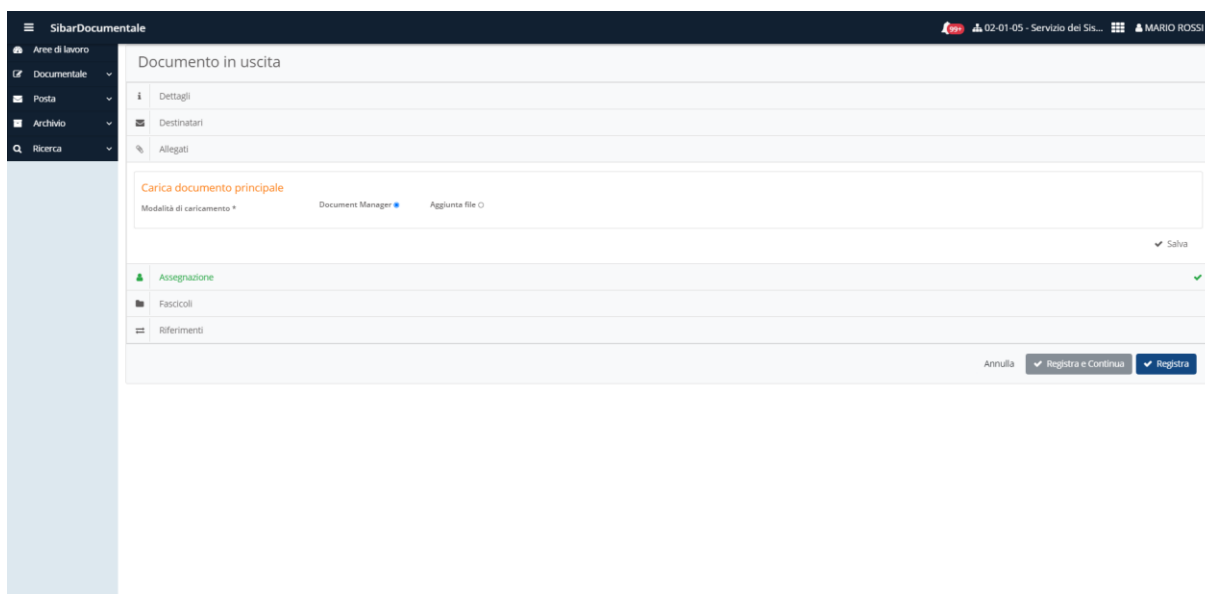 SibarDocumentale
99+ 02-01-05 - Servizio dei Sis... MARIO ROSSI
Aree di lavoro
Documentale
Posta
Archivio
Ricerca
Documento in uscita
Dettagli
Destinatari
Allegati
Carica documento principale
Modalità di caricamento * Document Manager Aggiunta file
Salva
Assegnazione
Fascicoli
Riferimenti
Annulla Registra e Continua Registra